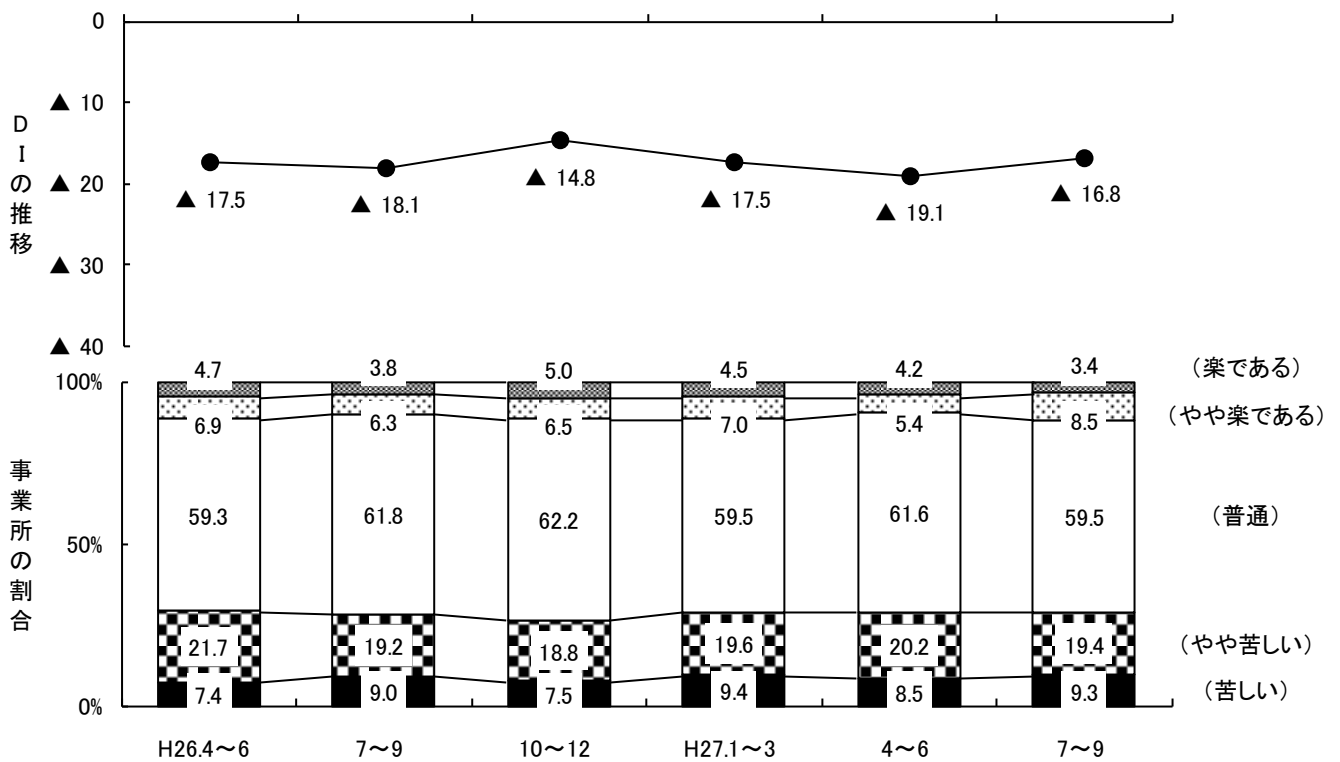 DIの推移
0
▲ 10
▲ 20
▲ 30
▲ 40
▲ 17.5
▲ 18.1
▲ 14.8
▲ 17.5
▲ 19.1
▲ 16.8
事業所の割合
100%
50%
0%
4.7 3.8 5.0 4.5 4.2 3.4 (楽である)
6.9 6.3 6.5 7.0 5.4 8.5 (やや楽である)
59.3 61.8 62.2 59.5 61.6 59.5 (普通)
21.7 19.2 18.8 19.6 20.2 19.4 (やや苦しい)
7.4 9.0 7.5 9.4 8.5 9.3 (苦しい)
H26.4~6 7~9 10~12 H27.1~3 4~6 7~9